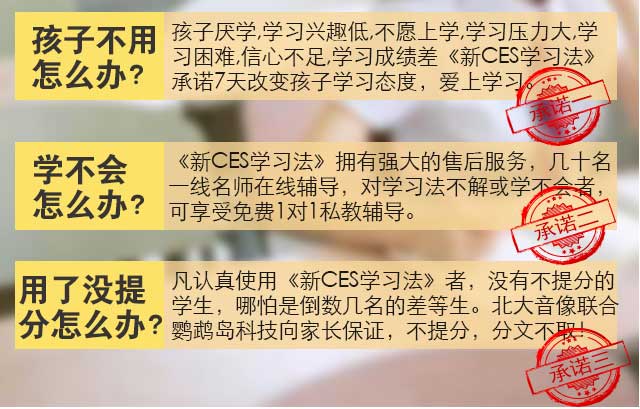 孩子不用
怎么办?
孩子厌学,学习兴趣低,不愿上学,学习压力大,学
习困难,信心不足,学习成绩差《新CES学习法》
承诺7天改变孩子学习态度，爱上学习。
承诺一
学不会
怎么办?
《新CES学习法》拥有强大的售后服务，几十名
一线名师在线辅导，对学习法不解或学不会者，
可享受免费1对1私教辅导。
承诺二
用了没提
分怎么办?
凡认真使用《新CES学习法》者，没有不提分的
学生，哪怕是倒数几名的差等生。北大音像联合
鹦鹉岛科技向家长保证，不提分，分文不取!
承诺三